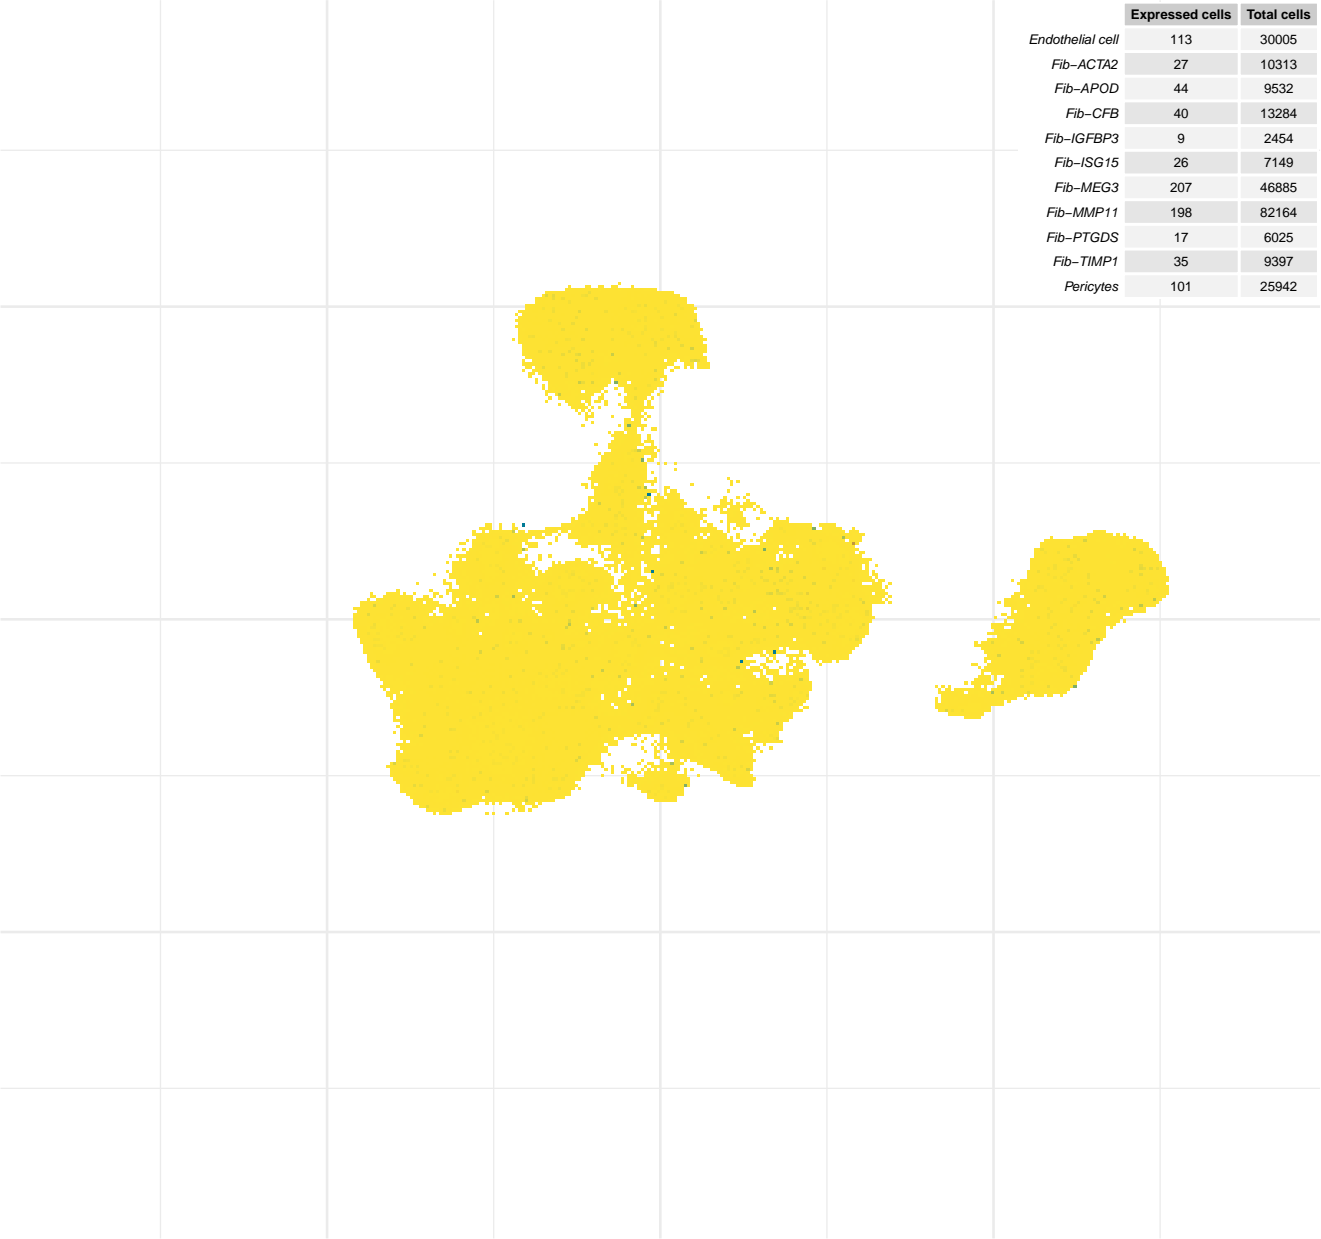 Expressed cells Total cells
Endothelial cell 113 30005
Fib−ACTA2 27 10313
Fib−APOD 44 9532
Fib−CFB 40 13284
Fib−IGFBP3 9 2454
Fib−ISG15 26 7149
Fib−MEG3 207 46885
Fib−MMP11 198 82164
Fib−PTGDS 17 6025
Fib−TIMP1 35 9397
Pericytes 101 25942